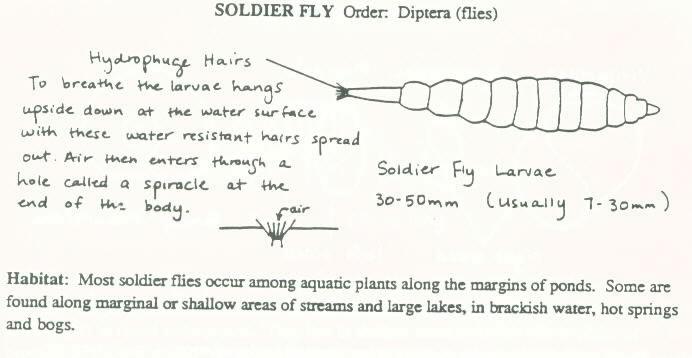 SOLDIER FLY Order: Diptera (flies)
Hydrophuge Hairs
To breathe the larvae hangs
upside down at the water surface
with these water resistant hairs spread
out. Air then enters through a
hole called a spiracle at the
end of the body.
air
Soldier Fly Larvae
30-50mm (usually 7-30mm)
Habitat: Most soldier flies occur among aquatic plants along the margins of ponds. Some are
found along marginal or shallow areas of streams and large lakes, in brackish water, hot springs
and bogs.